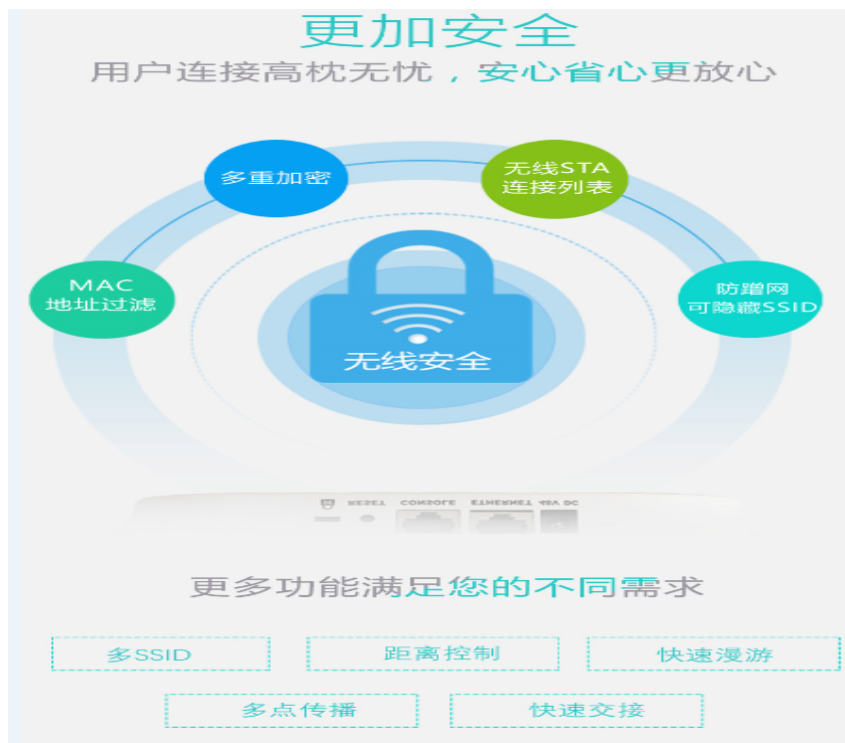 更加安全
用户连接高枕无忧，安心省心更放心
多重加密
无线STA
连接列表
MAC
地址过滤
防蹭网
可隐藏SSID
无线安全
RESET CONSOLE ETHERNET 48V DC
更多功能满足您的不同需求
多SSID 距离控制 快速漫游
多点传播 快速交接